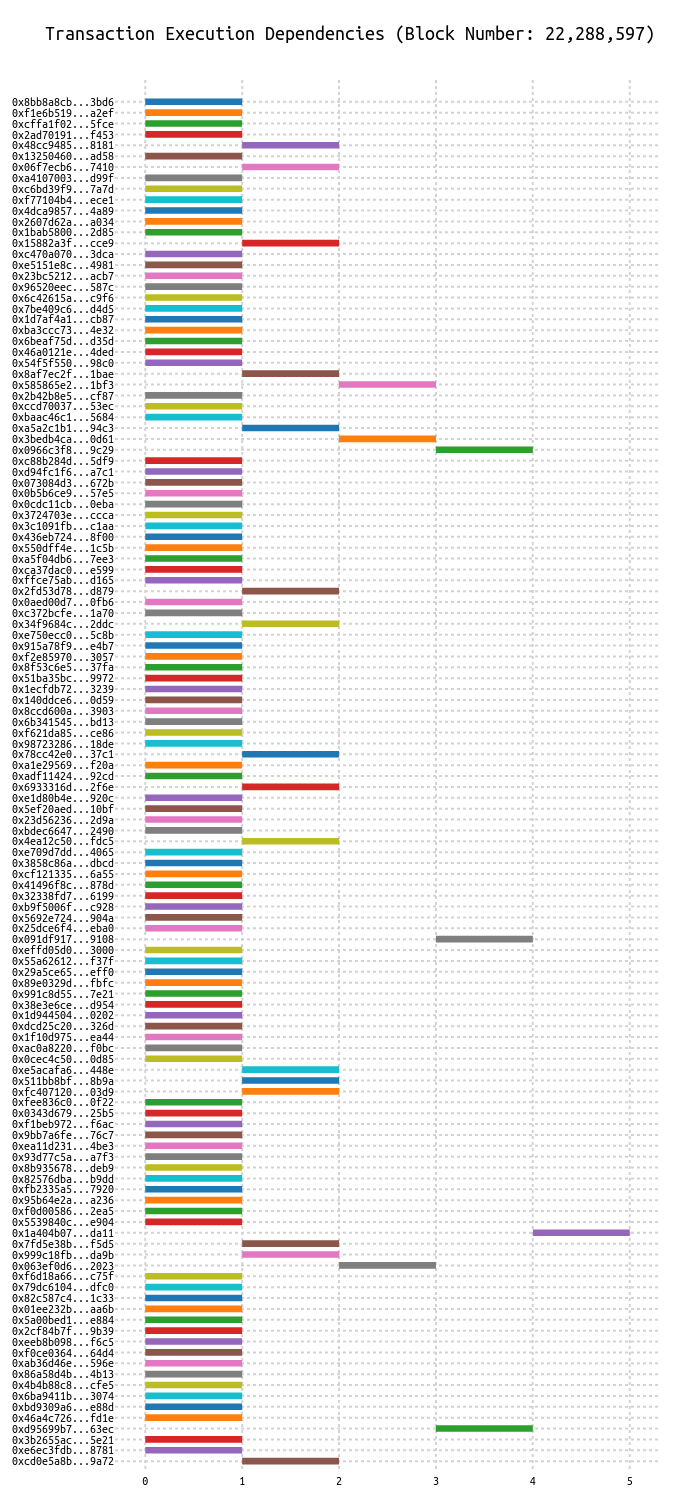 Transaction Execution Dependencies (Block Number: 22,288,597)
0x8bb8a8cb...3bd6
0xf1e6b519...a2ef
0xcffa1f02...5fce
0x2ad70191...f453
0x48cc9485...8181
0x13250460...ad58
0x06f7ecb6...7410
0xa4107003...d99f
0xc6bd39f9...7a7d
0xf77104b4...ece1
0x4dca9857...4a89
0x2607d62a...a034
0x1bab5800...2d85
0x15882a3f...cce9
0xc470a070...3dca
0xe5151e8c...4981
0x23bc5212...acb7
0x96520eec...587c
0x6c42615a...c9f6
0x7be409c6...d4d5
0x1d7af4a1...cb87
0xba3ccc73...4e32
0x6beaf75d...d35d
0x46a0121e...4ded
0x54f5f550...98c0
0x8af7ec2f...1bae
0x585865e2...1bf3
0x2b42b8e5...cf87
0xccd70037...53ec
0xbaac46c1...5684
0xa5a2c1b1...94c3
0x3bedb4ca...0d61
0x0966c3f8...9c29
0xc88b284d...5df9
0xd94fc1f6...a7c1
0x073084d3...672b
0x0b5b6ce9...57e5
0x0cdc11cb...0eba
0x3724703e...ccca
0x3c1091fb...c1aa
0x436eb724...8f00
0x550dff4e...1c5b
0xa5f04db6...7ee3
0xca37dac0...e599
0xffce75ab...d165
0x2fd53d78...d879
0x0aed00d7...0fb6
0xc372bcfe...1a70
0x34f9684c...2ddc
0xe750ecc0...5c8b
0x915a78f9...e4b7
0xf2e85970...3057
0x8f53c6e5...37fa
0x51ba35bc...9972
0x1ecfdb72...3239
0x140ddce6...0d59
0x8ccd600a...3903
0x6b341545...bd13
0xf621da85...ce86
0x98723286...18de
0x78cc42e0...37c1
0xa1e29569...f20a
0xadf11424...92cd
0x6933316d...2f6e
0xe1d80b4e...920c
0x5ef20aed...10bf
0x23d56236...2d9a
0xbdec6647...2490
0x4ea12c50...fdc5
0xe709d7dd...4065
0x3858c86a...dbcd
0xcf121335...6a55
0x41496f8c...878d
0x32338fd7...6199
0xb9f5006f...c928
0x5692e724...904a
0x25dce6f4...eba0
0x091df917...9108
0xeffd05d0...3000
0x55a62612...f37f
0x29a5ce65...eff0
0x89e0329d...fbfc
0x991c8d55...7e21
0x38e3e6ce...d954
0x1d944504...0202
0xdcd25c20...326d
0x1f10d975...ea44
0xac0a8220...f0bc
0x0cec4c50...0d85
0xe5acafa6...448e
0x511bb8bf...8b9a
0xfc407120...03d9
0xfee836c0...0f22
0x0343d679...25b5
0xf1beb972...f6ac
0x9bb7a6fe...76c7
0xea11d231...4be3
0x93d77c5a...a7f3
0x8b935678...deb9
0x82576dba...b9dd
0xfb2335a5...7920
0x95b64e2a...a236
0xf0d00586...2ea5
0x5539840c...e904
0x1a404b07...da11
0x7fd5e38b...f5d5
0x999c18fb...da9b
0x063ef0d6...2023
0xf6d18a66...c75f
0x79dc6104...dfc0
0x82c587c4...1c33
0x01ee232b...aa6b
0x5a00bed1...e884
0x2cf84b7f...9b39
0xeeb8b098...f6c5
0xf0ce0364...64d4
0xab36d46e...596e
0x86a58d4b...4b13
0x4b4b88c8...cfe5
0x6ba9411b...3074
0xbd9309a6...e88d
0x46a4c726...fd1e
0xd95699b7...63ec
0x3b2655ac...5e21
0xe6ec3fdb...8781
0xcd0e5a8b...9a72
0 1 2 3 4 5